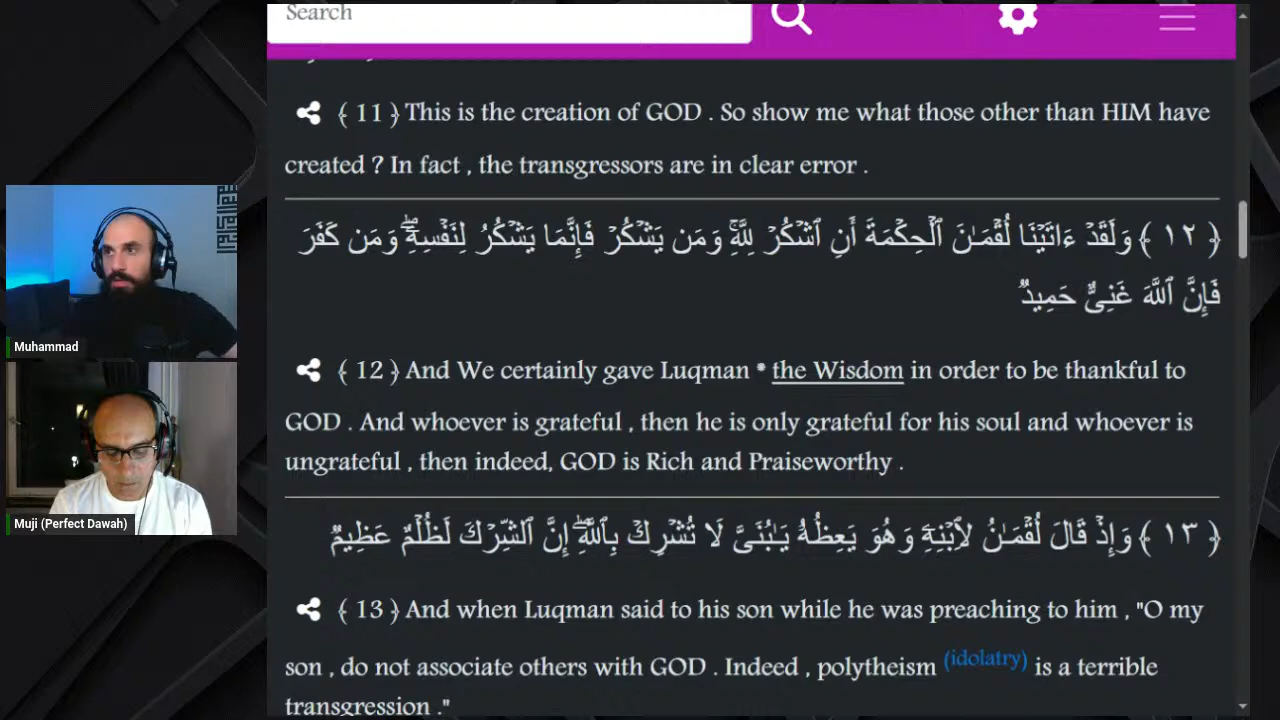 Search
﴾ 11 ﴿ This is the creation of GOD . So show me what those other than HIM have
created ? In fact , the transgressors are in clear error .
﴿ ١٢ ﴾ وَلَقَدْ ءَاتَيْنَا لُقْمَـٰنَ ٱلْحِكْمَةَ أَنِ ٱشْكُرْ لِلَّهِ ۚ وَمَن يَشْكُرْ فَإِنَّمَا يَشْكُرُ لِنَفْسِهِۦ ۖ وَمَن كَفَرَ
فَإِنَّ ٱللَّهَ غَنِىٌّ حَمِيدٌ
﴾ 12 ﴿ And We certainly gave Luqman * the Wisdom in order to be thankful to
GOD . And whoever is grateful , then he is only grateful for his soul and whoever is
ungrateful , then indeed, GOD is Rich and Praiseworthy .
﴿ ١٣ ﴾ وَإِذْ قَالَ لُقْمَـٰنُ لِٱبْنِهِۦ وَهُوَ يَعِظُهُۥ يَـٰبُنَىَّ لَا تُشْرِكْ بِٱللَّهِ ۖ إِنَّ ٱلشِّرْكَ لَظُلْمٌ عَظِيمٌ
﴾ 13 ﴿ And when Luqman said to his son while he was preaching to him , "O my
son , do not associate others with GOD . Indeed , polytheism (idolatry) is a terrible
transgression ."
Muhammad
Muji (Perfect Dawah)